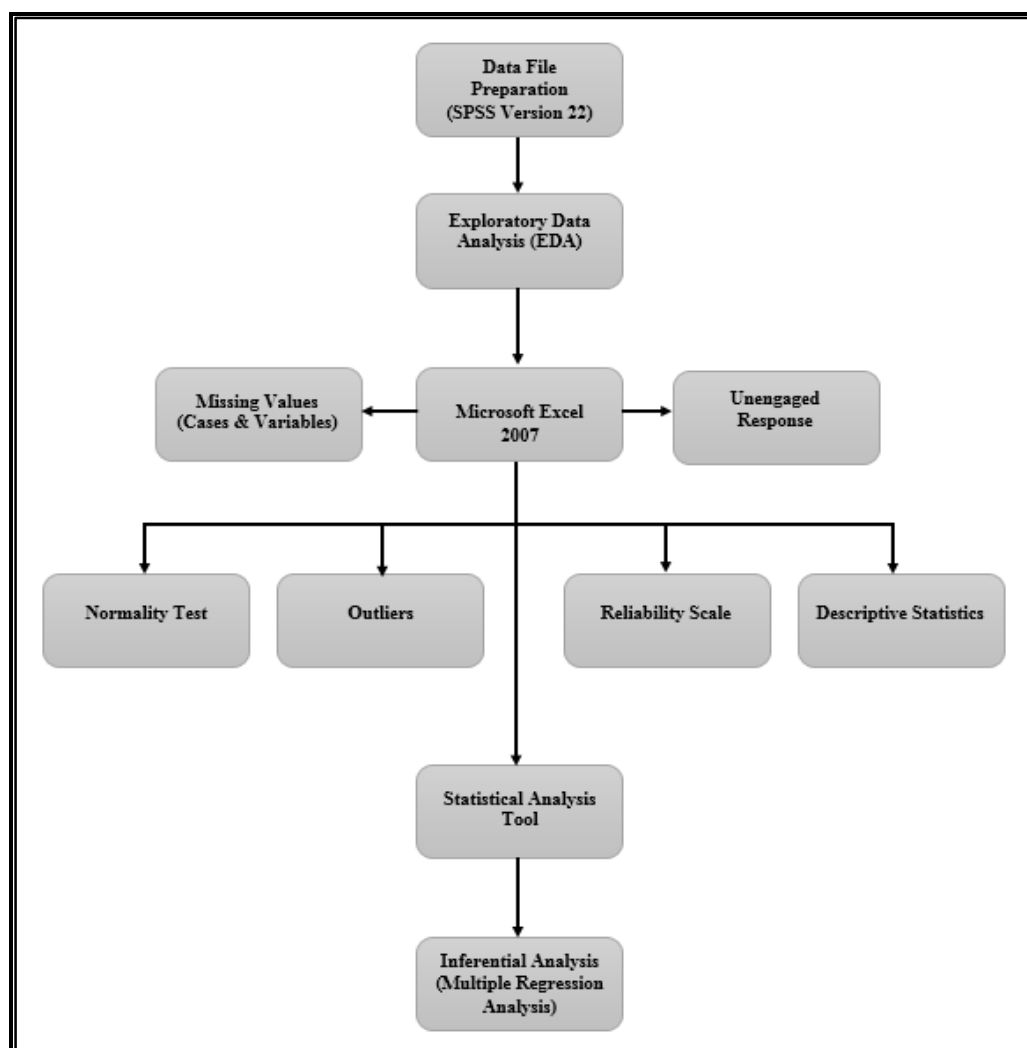 Data File
Preparation
(SPSS Version 22)
Exploratory Data
Analysis (EDA)
Missing Values
(Cases & Variables)
Microsoft Excel
2007
Unengaged
Response
Normality Test
Outliers
Reliability Scale
Descriptive Statistics
Statistical Analysis
Tool
Inferential Analysis
(Multiple Regression
Analysis)